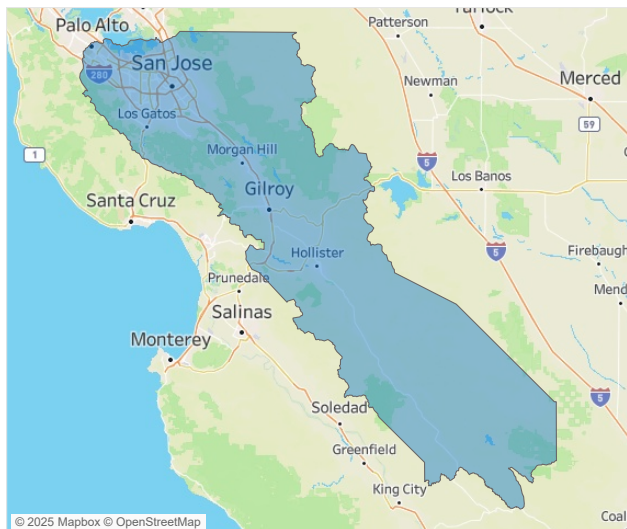 Palo Alto
Patterson
Turlock
San Jose
280
Newman
Merced
Los Gatos
59
1
Morgan Hill
5
Los Banos
Gilroy
Santa Cruz
Hollister
5
Firebaugh
Prunedale
Mend
Salinas
Monterey
5
Soledad
Greenfield
King City
Coal
© 2025 Mapbox © OpenStreetMap